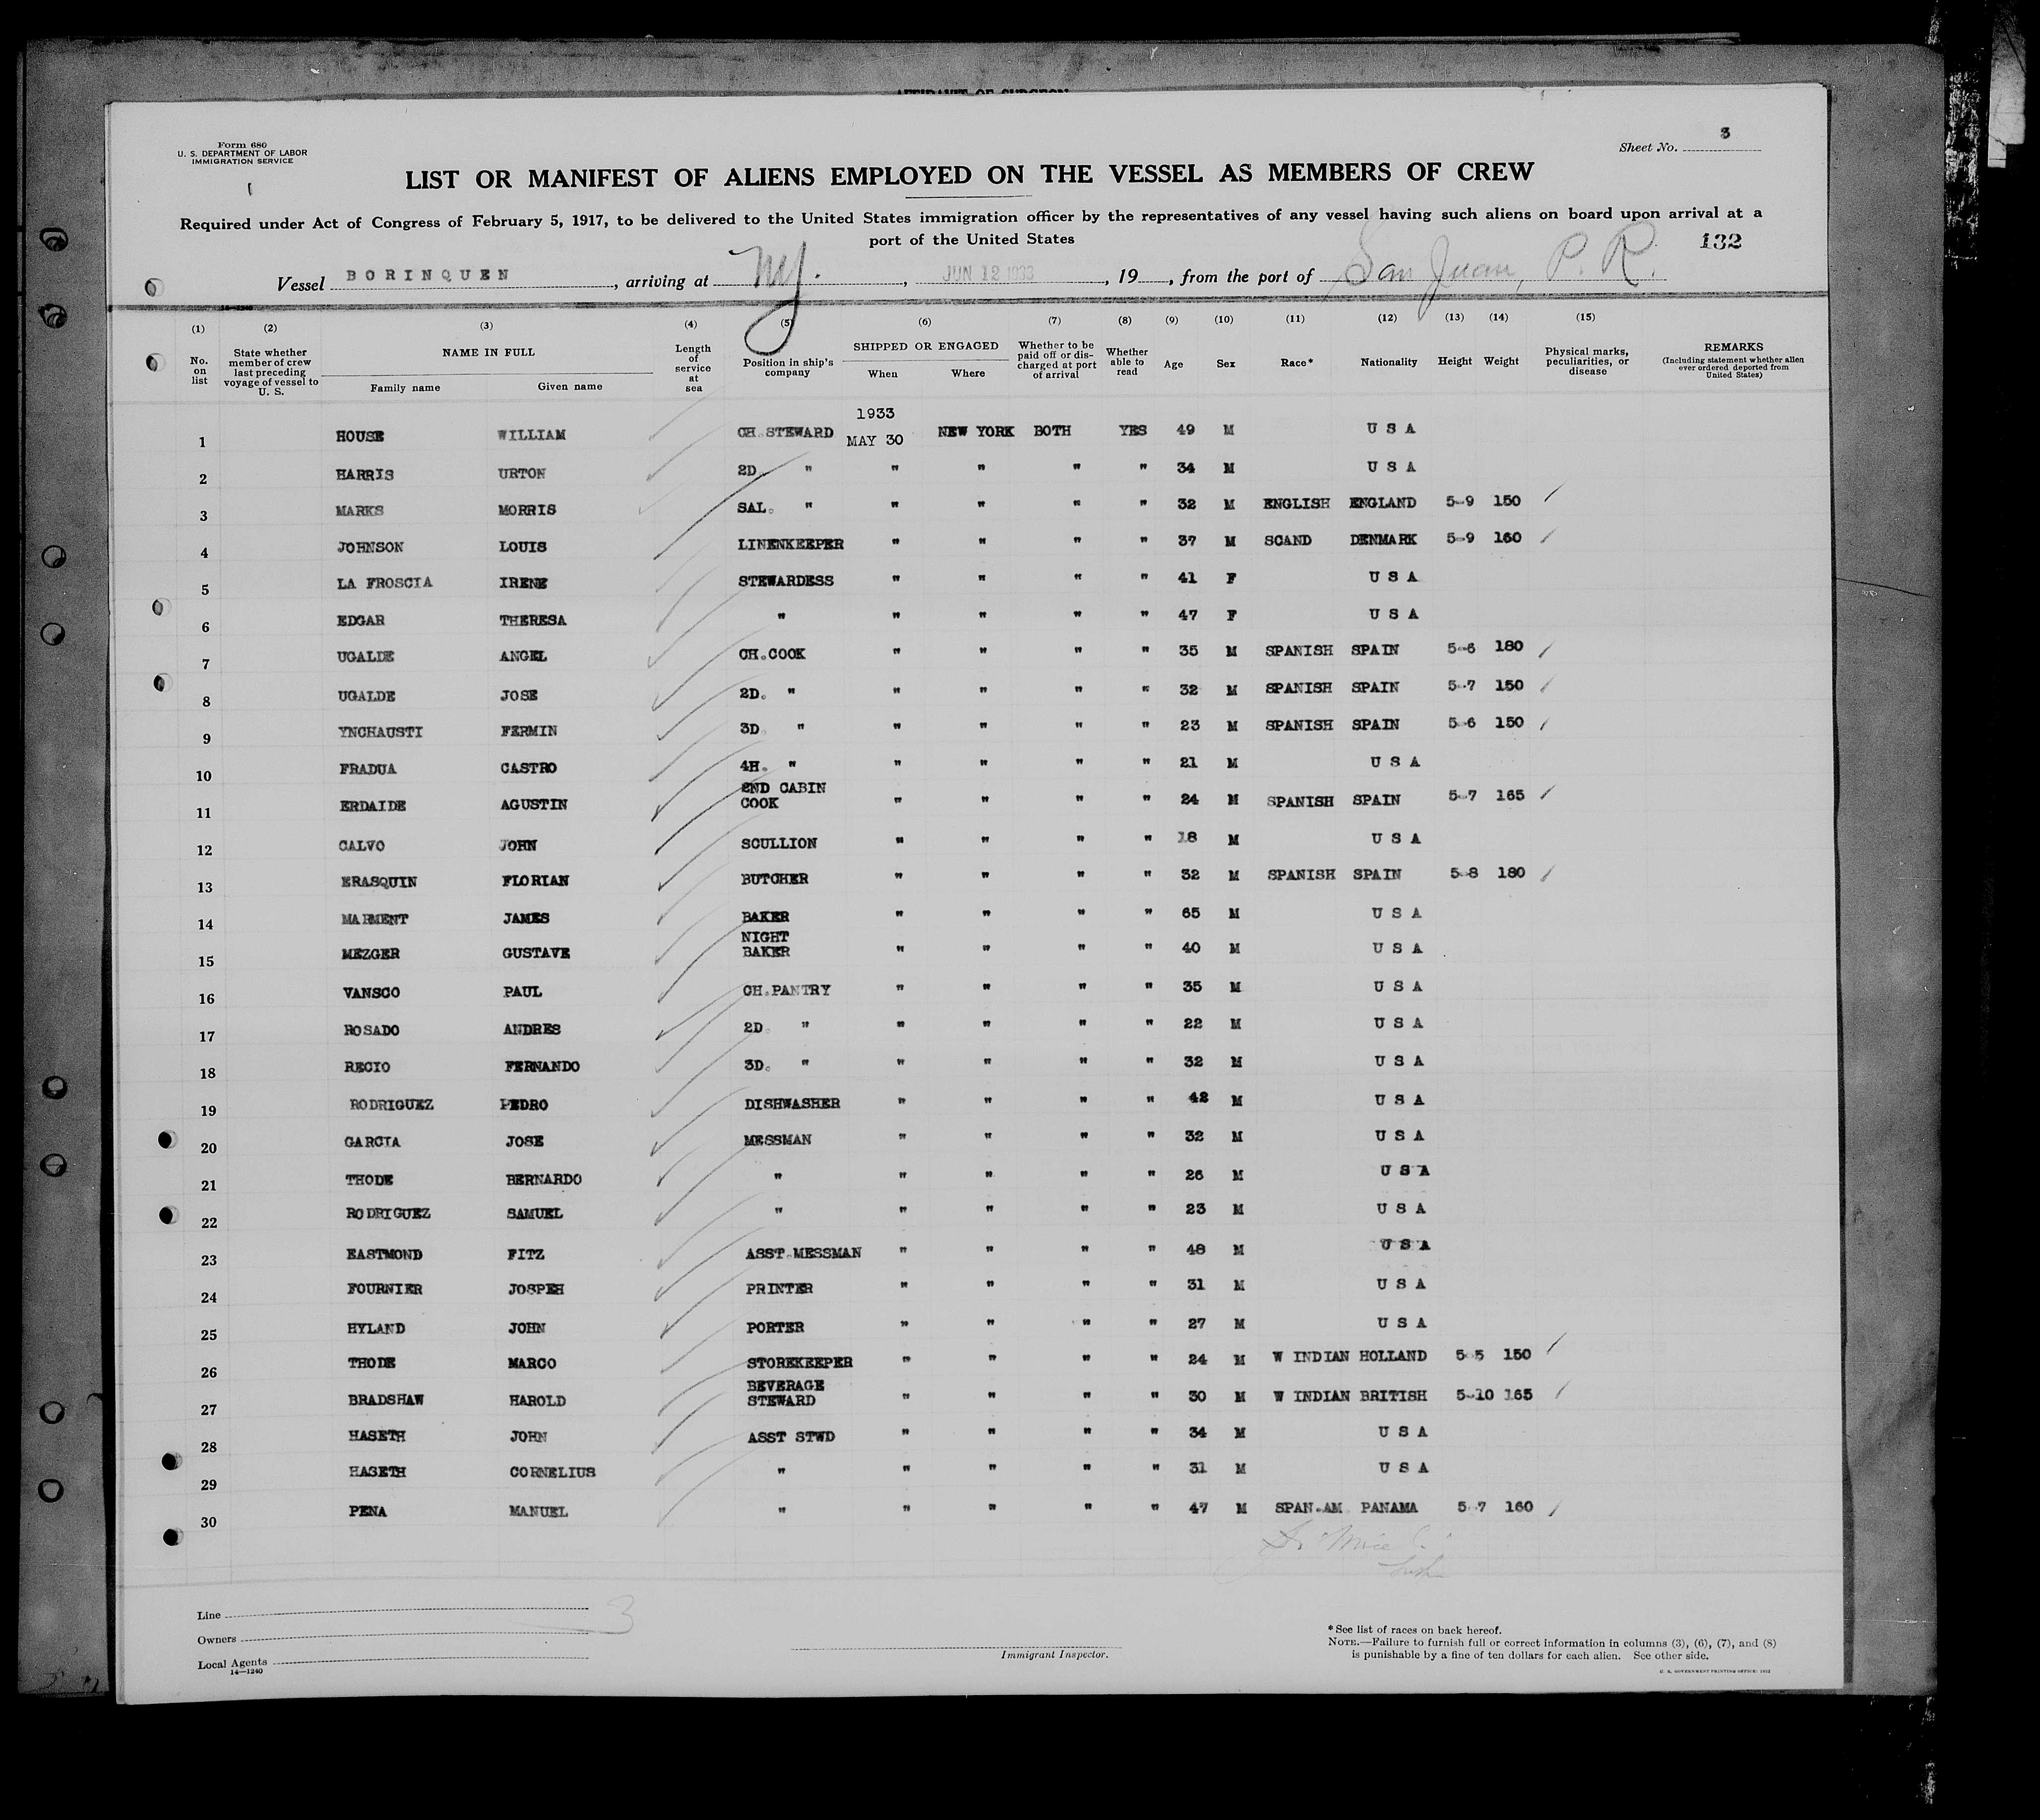 AFFIDAVIT OF SURGEON
Form 680
U. S. DEPARTMENT OF LABOR
IMMIGRATION SERVICE
Sheet No. 3
LIST OR MANIFEST OF ALIENS EMPLOYED ON THE VESSEL AS MEMBERS OF CREW
Required under Act of Congress of February 5, 1917, to be delivered to the United States immigration officer by the representatives of any vessel having such aliens on board upon arrival at a
port of the United States
132
Vessel BORINQUEN, arriving at NY., JUN 12 1933, 19, from the port of San Juan, P. R.
(1) (2) (3) (4) (5) (6) (7) (8) (9) (10) (11) (12) (13) (14) (15)
No. on list State whether member of crew last preceding voyage of vessel to U. S. NAME IN FULL Family name Given name Length of service at sea Position in ship's company SHIPPED OR ENGAGED When Where Whether to be paid off or discharged at port of arrival Whether able to read Age Sex Race* Nationality Height Weight Physical marks, peculiarities, or disease REMARKS (Including statement whether alien ever ordered deported from United States)
1933
1 HOUSE WILLIAM CH.STEWARD MAY 30 NEW YORK BOTH YES 49 M U S A
2 HARRIS URTON 2D. " " " " " 34 M U S A
3 MARKS MORRIS SAL. " " " " " 32 M ENGLISH ENGLAND 5-9 150
4 JOHNSON LOUIS LINENKEEPER " " " " 37 M SCAND DENMARK 5-9 160
5 LA FROSCIA IRENE STEWARDESS " " " " 41 F U S A
6 EDGAR THERESA " " " " " 47 F U S A
7 UGALDE ANGEL CH.COOK " " " " 35 M SPANISH SPAIN 5-6 180
8 UGALDE JOSE 2D. " " " " " 32 M SPANISH SPAIN 5-7 150
9 YNCHAUSTI FERMIN 3D " " " " " 23 M SPANISH SPAIN 5-6 150
10 FRADUA CASTRO 4H. " " " " " 21 M U S A
11 ERDAIDE AGUSTIN 2ND CABIN COOK " " " " 24 M SPANISH SPAIN 5-7 165
12 CALVO JOHN SCULLION " " " " 18 M U S A
13 ERASQUIN FLORIAN BUTCHER " " " " 32 M SPANISH SPAIN 5-8 180
14 MARMENT JAMES BAKER " " " " 65 M U S A
15 MEZGER GUSTAVE NIGHT BAKER " " " " 40 M U S A
16 VANSCO PAUL CH.PANTRY " " " " 35 M U S A
17 ROSADO ANDRES 2D. " " " " " 22 M U S A
18 RECIO FERNANDO 3D. " " " " " 32 M U S A
19 RODRIGUEZ PEDRO DISHWASHER " " " " 42 M U S A
20 GARCIA JOSE MESSMAN " " " " 32 M U S A
21 THODE BERNARDO " " " " " 26 M U S A
22 RODRIGUEZ SAMUEL " " " " " 23 M U S A
23 EASTMOND FITZ ASST.MESSMAN " " " " 48 M U S A
24 FOURNIER JOSPEH PRINTER " " " " 31 M U S A
25 HYLAND JOHN PORTER " " " " 27 M U S A
26 THODE MARCO STOREKEEPER " " " " 24 M W INDIAN HOLLAND 5-5 150
27 BRADSHAW HAROLD BEVERAGE STEWARD " " " " 30 M W INDIAN BRITISH 5-10 165
28 HASETH JOHN ASST STWD " " " " 34 M U S A
29 HASETH CORNELIUS " " " " " 31 M U S A
30 PENA MANUEL " " " " " 47 M SPAN.AM PANAMA 5-7 160
Line
3
Owners
Local Agents
14—1240
Immigrant Inspector.
*See list of races on back hereof.
NOTE.—Failure to furnish full or correct information in columns (3), (6), (7), and (8)
is punishable by a fine of ten dollars for each alien. See other side.
U. S. GOVERNMENT PRINTING OFFICE: 1932